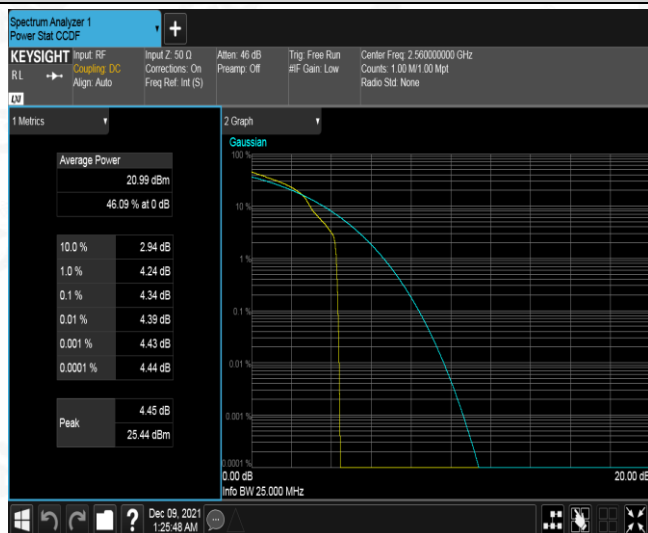 Spectrum Analyzer 1
Power Stat CCDF
+
KEYSIGHT
RL
LXI
Input: RF
Coupling: DC
Align: Auto
Input Z: 50 Ω
Corrections: On
Freq Ref: Int (S)
Atten: 46 dB
Preamp: Off
Trig: Free Run
#IF Gain: Low
Center Freq: 2.560000000 GHz
Counts: 1.00 M/1.00 Mpt
Radio Std: None
1 Metrics
Average Power
20.99 dBm
46.09 % at 0 dB
10.0 % 2.94 dB
1.0 % 4.24 dB
0.1 % 4.34 dB
0.01 % 4.39 dB
0.001 % 4.43 dB
0.0001 % 4.44 dB
Peak
4.45 dB
25.44 dBm
2 Graph
Gaussian
100 %
10 %
1 %
0.1 %
0.01 %
0.001 %
0.0001 %
0.00 dB
20.00 dB
Info BW 25.000 MHz
?
Dec 09, 2021
1:25:48 AM